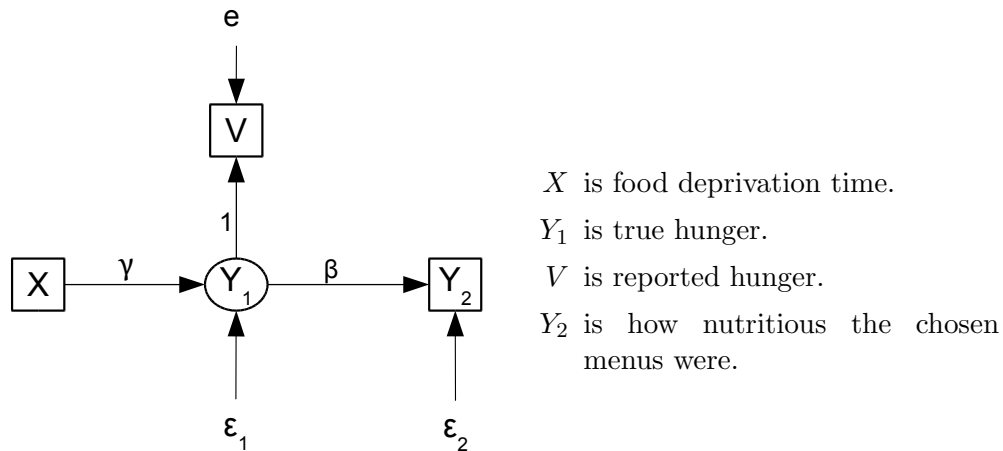 e
V
1
X
γ
Y₁
β
Y₂
ε₁
ε₂
X is food deprivation time.
Y₁ is true hunger.
V is reported hunger.
Y₂ is how nutritious the chosen
menus were.